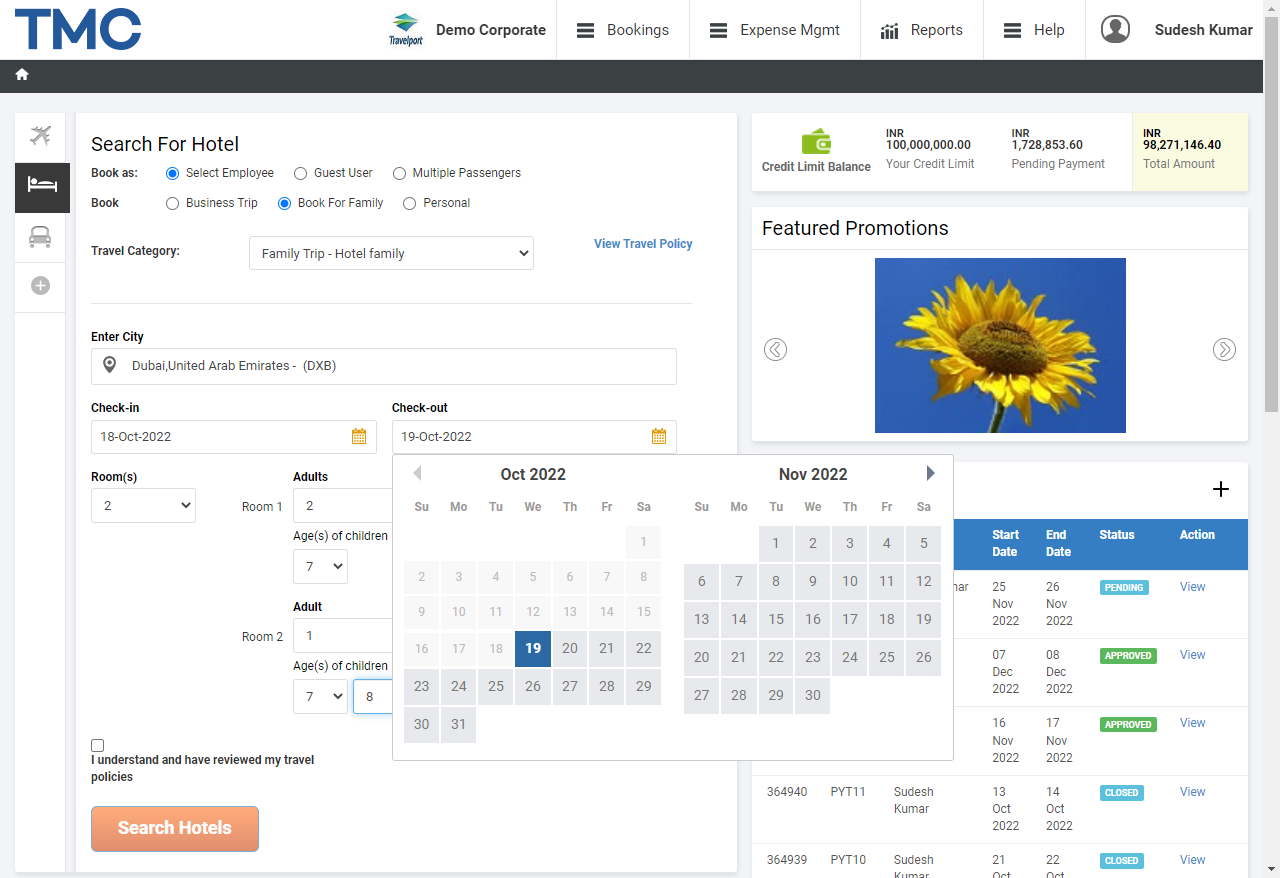 TMC
Travelport
Demo Corporate
Bookings
Expense Mgmt
Reports
Help
Sudesh Kumar
Search For Hotel
Book as:
Select Employee
Guest User
Multiple Passengers
Book
Business Trip
Book For Family
Personal
Travel Category:
Family Trip - Hotel family
View Travel Policy
Enter City
Dubai,United Arab Emirates - (DXB)
Check-in
Check-out
18-Oct-2022
19-Oct-2022
Room(s)
Adults
2
Room 1
2
Age(s) of children
7
Adult
Room 2
1
Age(s) of children
7
8
Oct 2022
Su Mo Tu We Th Fr Sa
1
2 3 4 5 6 7 8
9 10 11 12 13 14 15
16 17 18 19 20 21 22
23 24 25 26 27 28 29
30 31
Nov 2022
Su Mo Tu We Th Fr Sa
1 2 3 4 5
6 7 8 9 10 11 12
13 14 15 16 17 18 19
20 21 22 23 24 25 26
27 28 29 30
I understand and have reviewed my travel
policies
Search Hotels
Credit Limit Balance
INR
100,000,000.00
Your Credit Limit
INR
1,728,853.60
Pending Payment
INR
98,271,146.40
Total Amount
Featured Promotions
Start
Date
End
Date
Status
Action
mar
25
Nov
2022
26
Nov
2022
PENDING
View
07
Dec
2022
08
Dec
2022
APPROVED
View
16
Nov
2022
17
Nov
2022
APPROVED
View
364940
PYT11
Sudesh
Kumar
13
Oct
2022
14
Oct
2022
CLOSED
View
364939
PYT10
Sudesh
Kumar
21
Oct
22
Oct
CLOSED
View